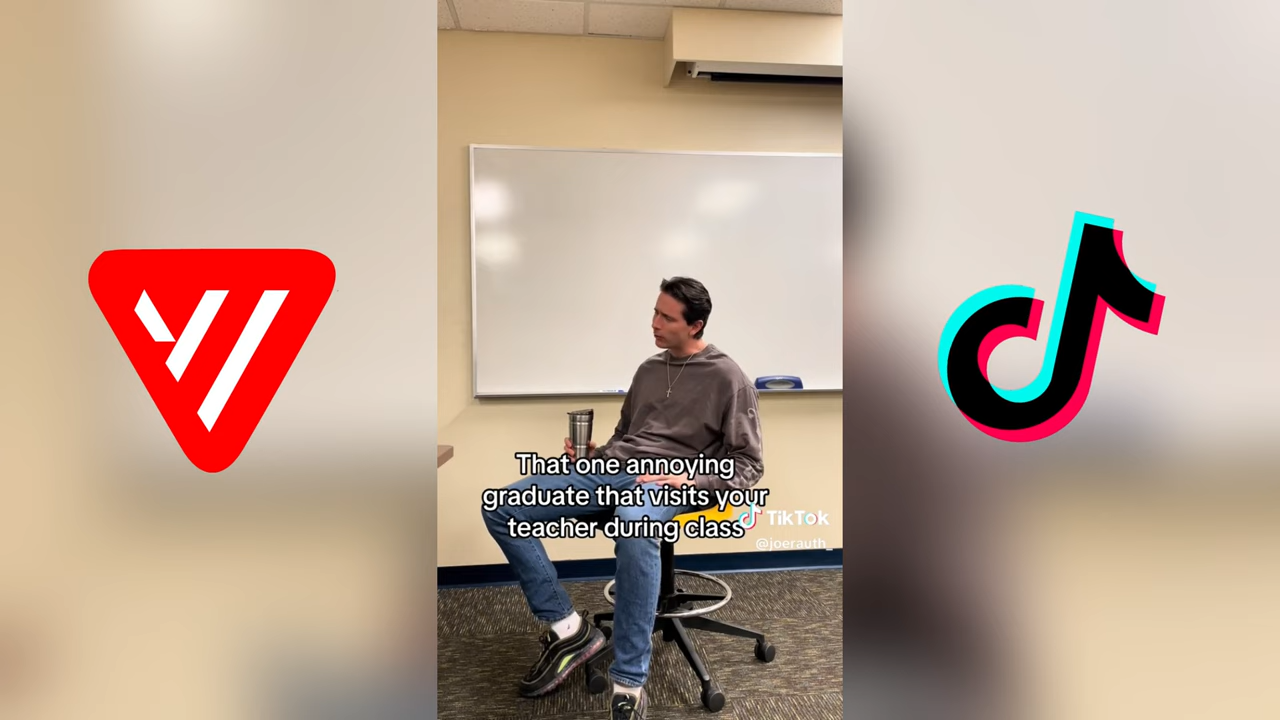 That one annoying
graduate that visits your
teacher during class
TikTok
@joerauth_